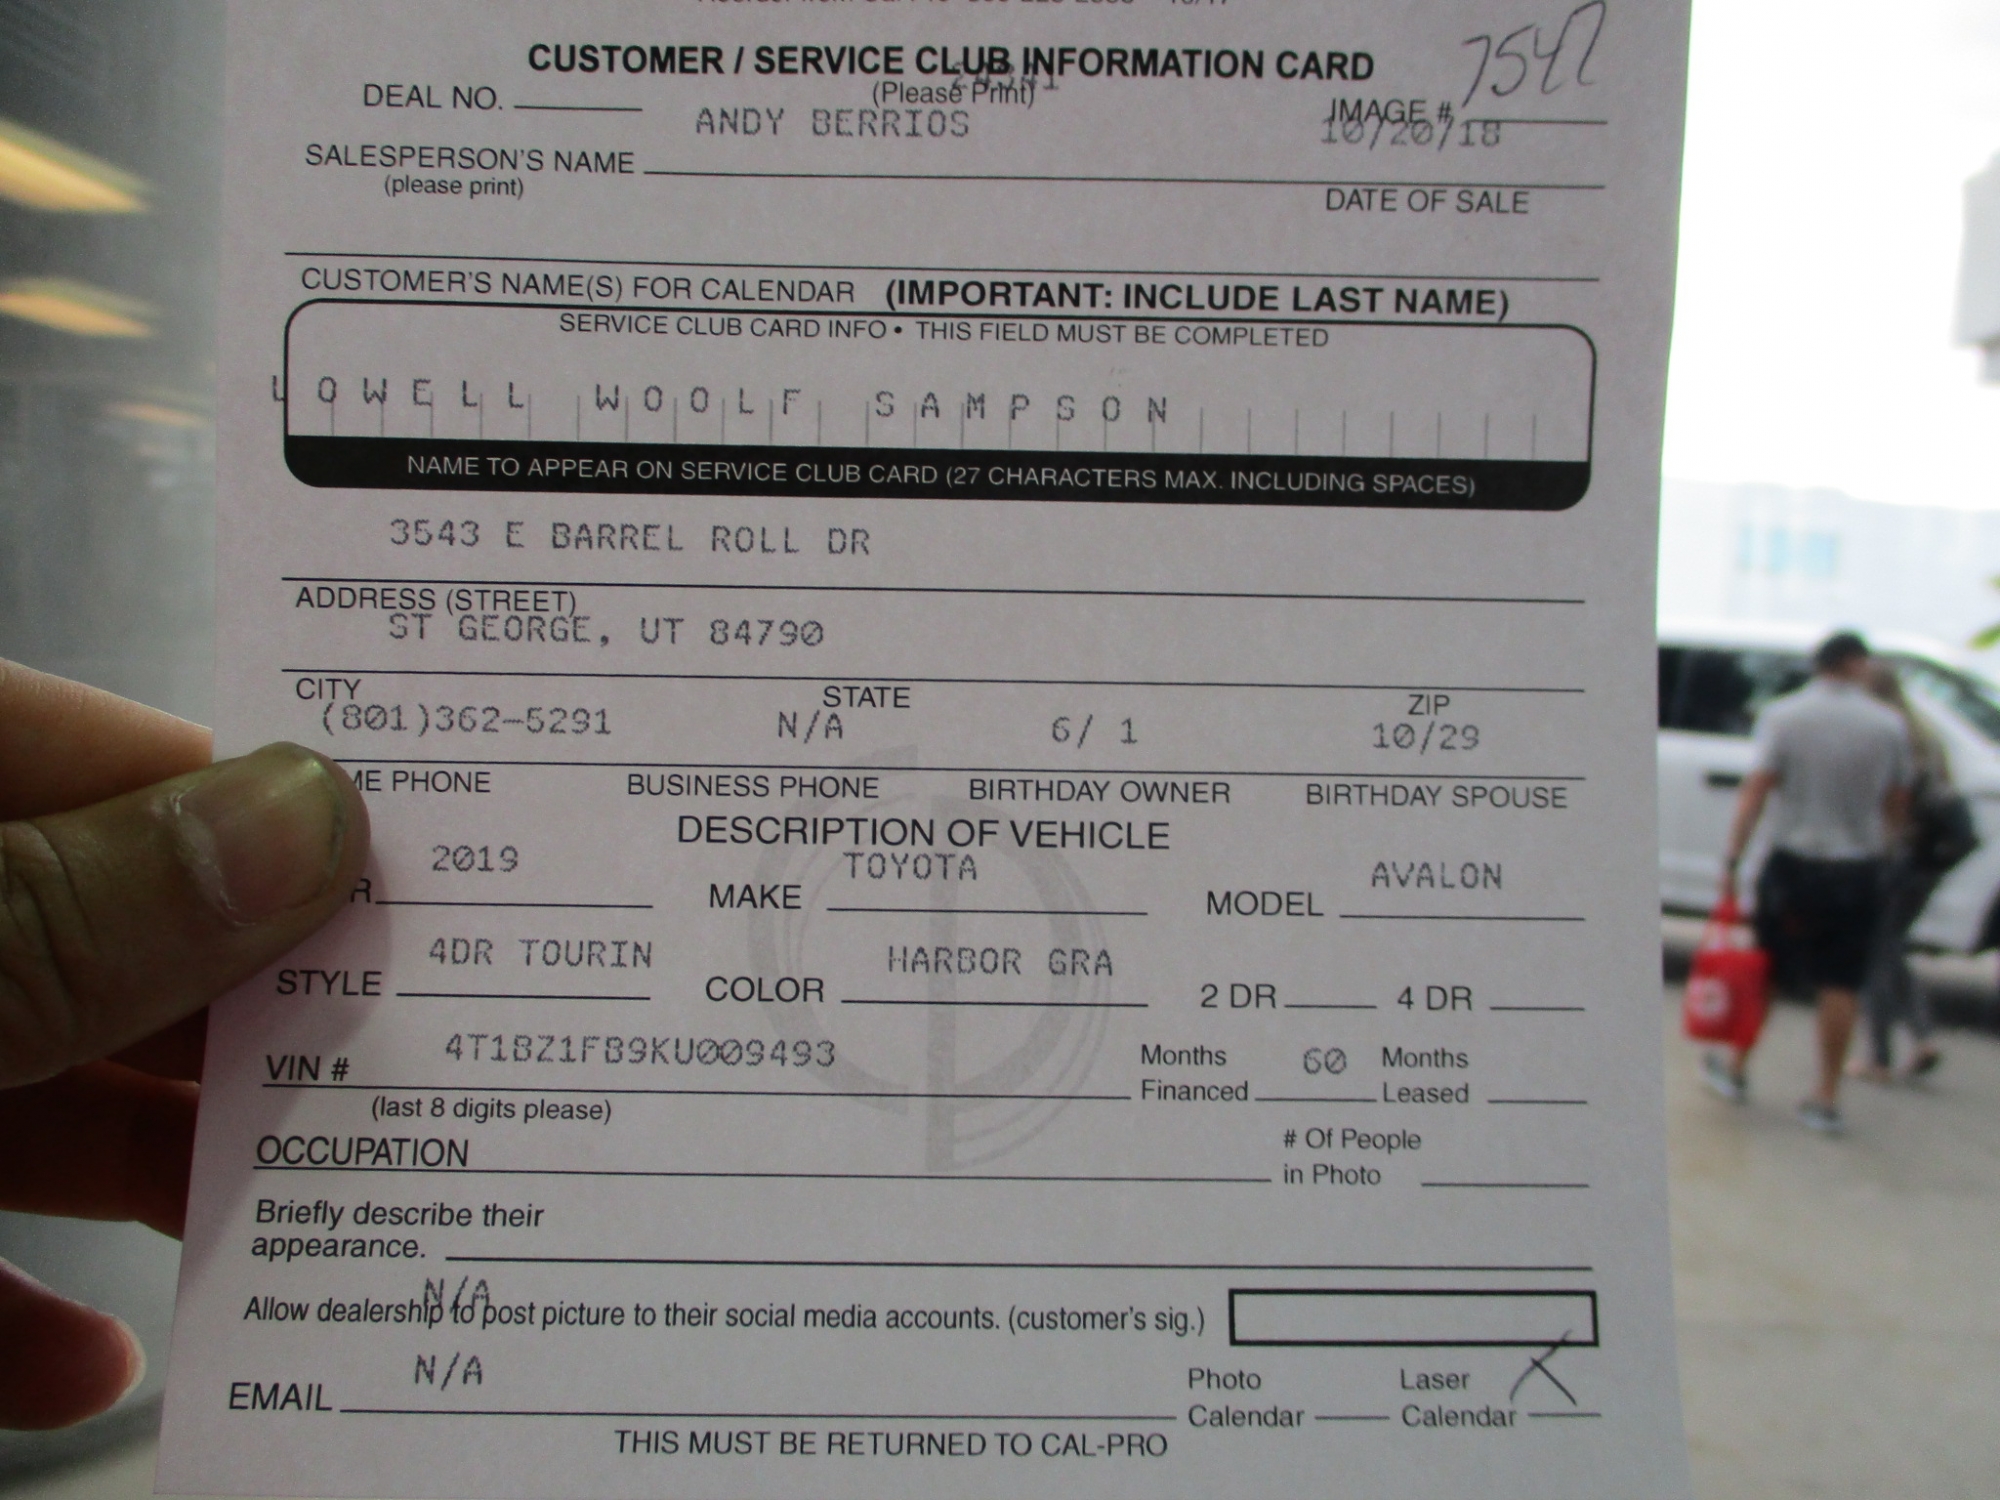 CUSTOMER / SERVICE CLUB INFORMATION CARD
DEAL NO. (Please Print) IMAGE # 7547
ANDY BERRIOS 10/20/18
SALESPERSON'S NAME
(please print) DATE OF SALE
CUSTOMER'S NAME(S) FOR CALENDAR (IMPORTANT: INCLUDE LAST NAME)
SERVICE CLUB CARD INFO • THIS FIELD MUST BE COMPLETED
LOWELL WOOLF SAMPSON
NAME TO APPEAR ON SERVICE CLUB CARD (27 CHARACTERS MAX. INCLUDING SPACES)
3543 E BARREL ROLL DR
ADDRESS (STREET)
ST GEORGE, UT 84790
CITY STATE ZIP
(801)362-5291 N/A 6/ 1 10/29
ME PHONE BUSINESS PHONE BIRTHDAY OWNER BIRTHDAY SPOUSE
DESCRIPTION OF VEHICLE
2019 TOYOTA AVALON
R MAKE MODEL
4DR TOURIN HARBOR GRA
STYLE COLOR 2 DR 4 DR
VIN # 4T1BZ1FB9KU009493 Months Financed 60 Months Leased
(last 8 digits please)
OCCUPATION # Of People in Photo
Briefly describe their
appearance.
N/A
Allow dealership to post picture to their social media accounts. (customer's sig.)
N/A
EMAIL Photo Calendar Laser Calendar X
THIS MUST BE RETURNED TO CAL-PRO